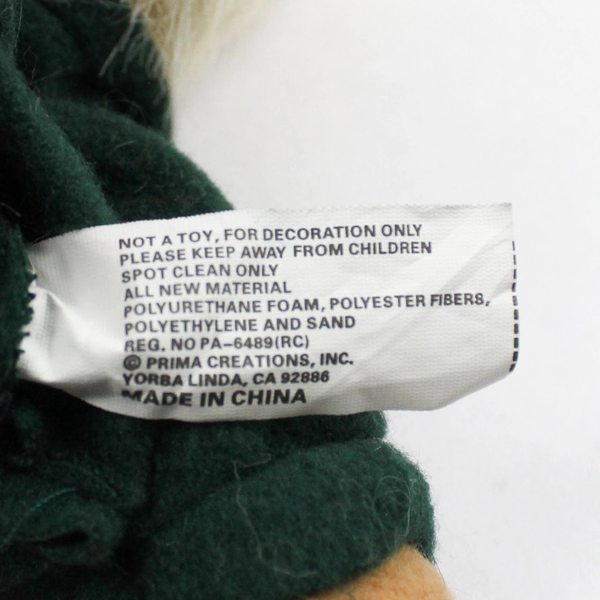 NOT A TOY, FOR DECORATION ONLY
PLEASE KEEP AWAY FROM CHILDREN
SPOT CLEAN ONLY
ALL NEW MATERIAL
POLYURETHANE FOAM, POLYESTER FIBERS,
POLYETHYLENE AND SAND
REG. NO PA-6489(RC)
© PRIMA CREATIONS, INC.
YORBA LINDA, CA 92886
MADE IN CHINA